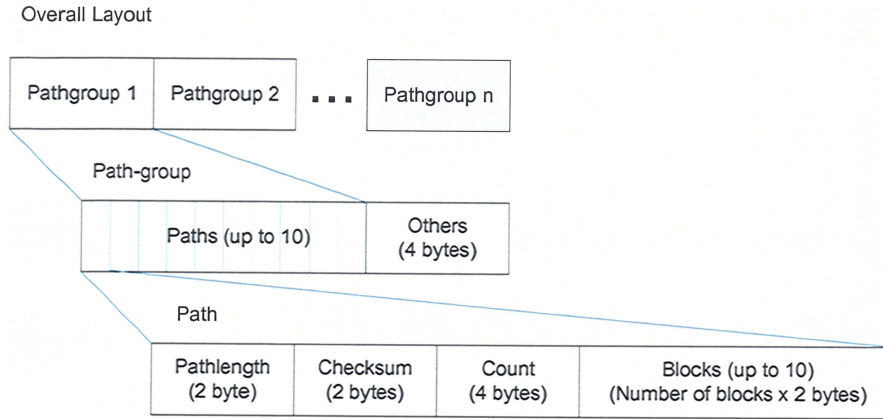 Overall Layout
Pathgroup 1
Pathgroup 2
...
Pathgroup n
Path-group
Paths (up to 10)
Others
(4 bytes)
Path
Pathlength
(2 byte)
Checksum
(2 bytes)
Count
(4 bytes)
Blocks (up to 10)
(Number of blocks x 2 bytes)